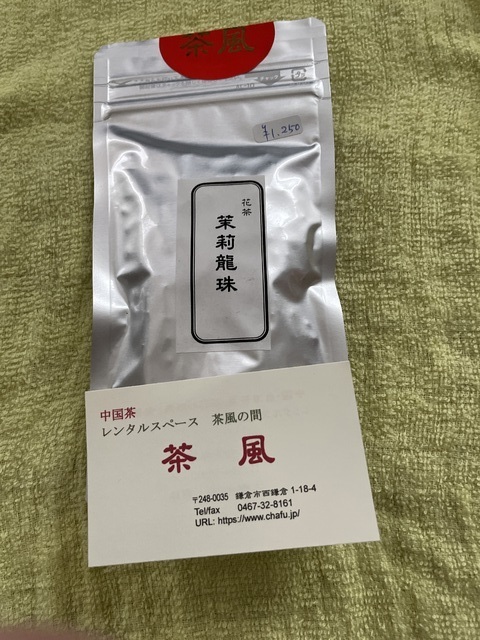 茶風
¥1,250
花茶
茉莉龍珠
中国茶
レンタルスペース 茶風の間
茶 風
〒248-0035 鎌倉市西鎌倉 1-18-4
Tel/fax 0467-32-8161
URL: https://www.chafu.jp/